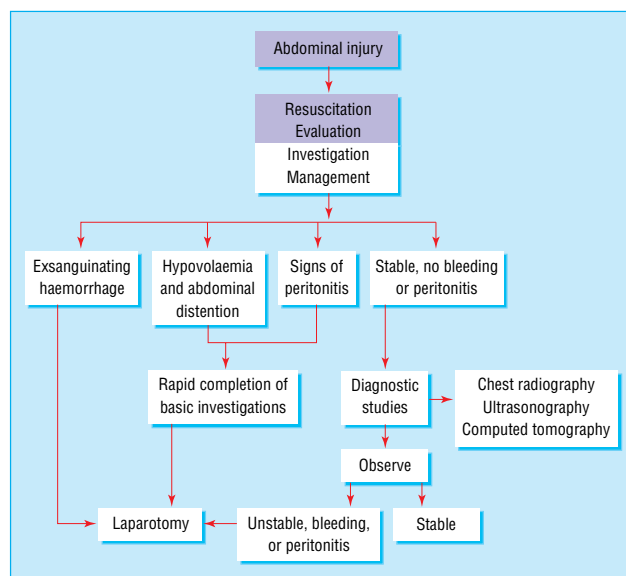 Abdominal injury
Resuscitation
Evaluation
Investigation
Management
Exsanguinating
haemorrhage
Hypovolaemia
and abdominal
distention
Signs of
peritonitis
Stable, no bleeding
or peritonitis
Rapid completion of
basic investigations
Diagnostic
studies
Chest radiography
Ultrasonography
Computed tomography
Observe
Laparotomy
Unstable, bleeding,
or peritonitis
Stable